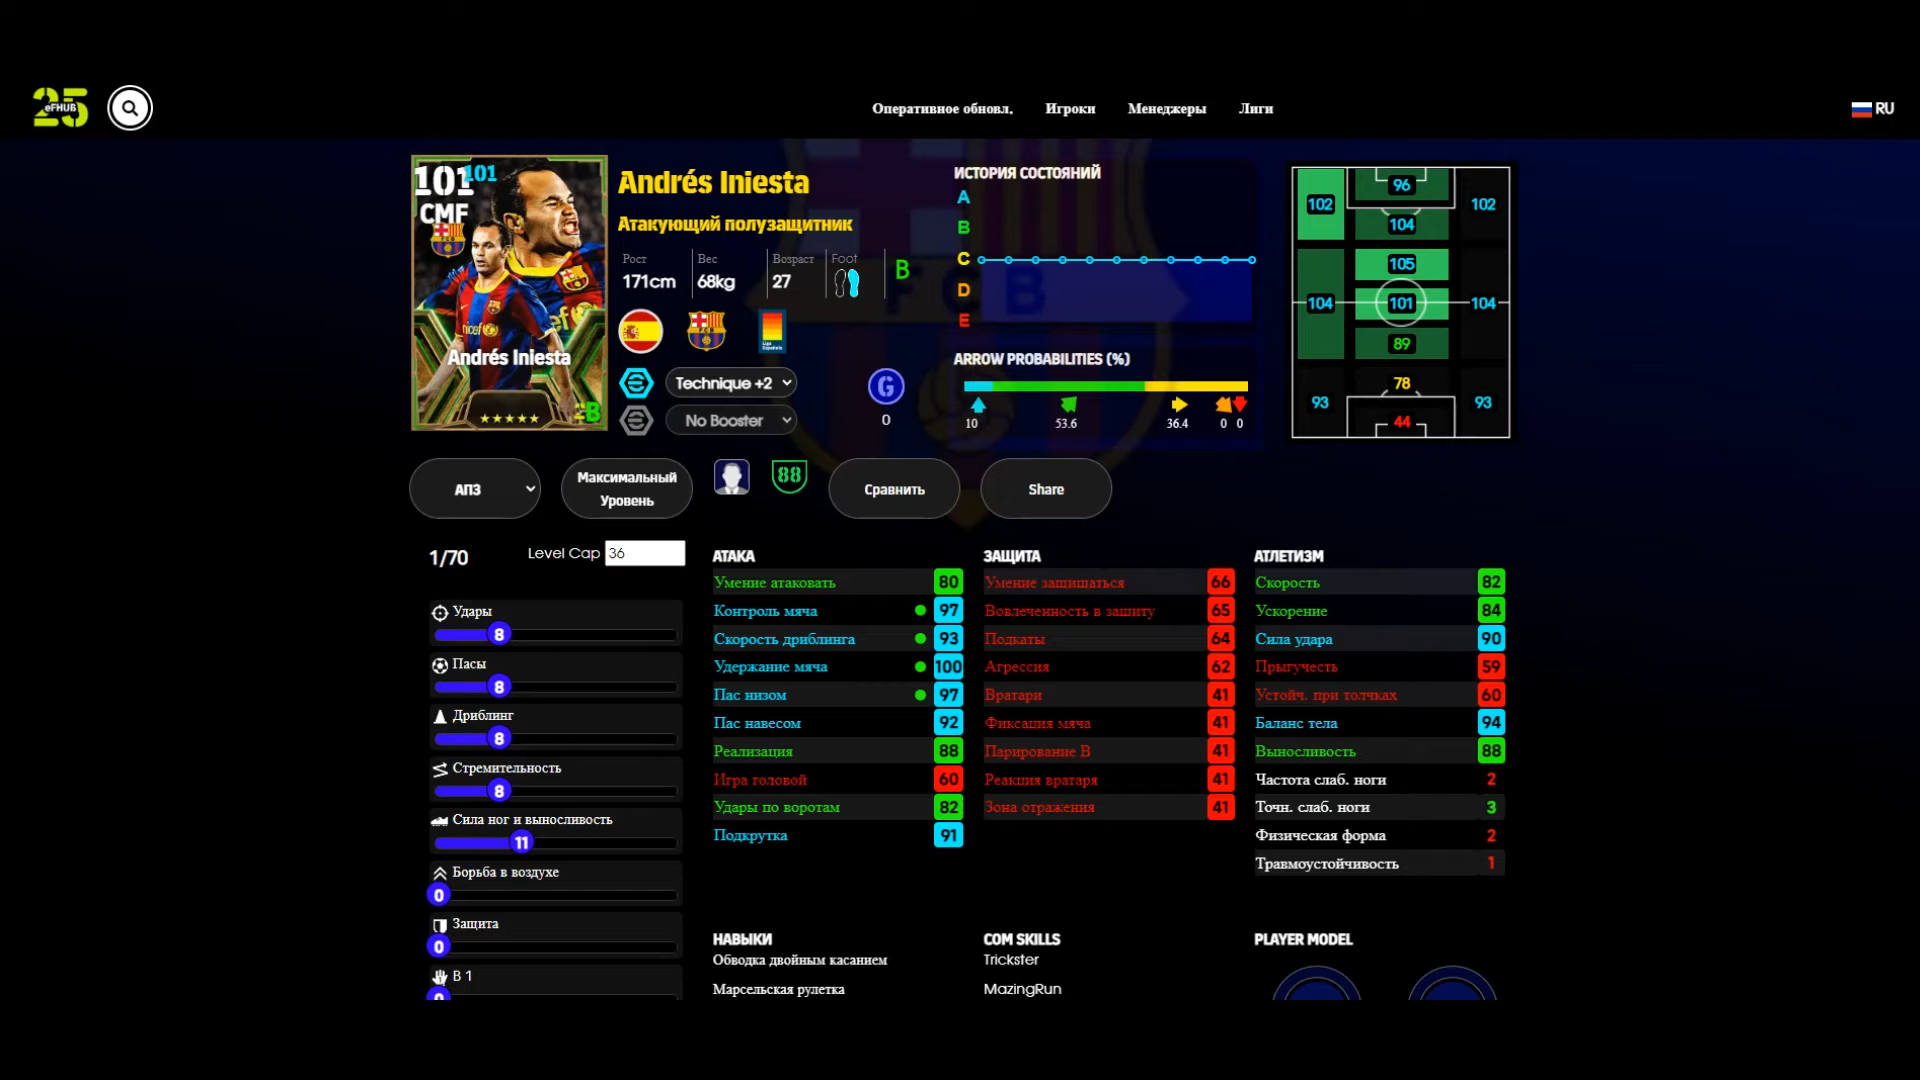 25
eFHUB
Оперативное обновл.
Игроки
Менеджеры
Лиги
RU
101
101
CMF
Andrés Iniesta
★★★★★
B
Andrés Iniesta
Атакующий полузащитник
Рост
171cm
Вес
68kg
Возраст
27
Foot
B
Technique +2
No Booster
G
0
ИСТОРИЯ СОСТОЯНИЙ
A
B
C
D
E
ARROW PROBABILITIES (%)
10
53.6
36.4
0
0
96
102
102
104
105
104
101
104
89
78
93
93
44
АПЗ
Максимальный
Уровень
88
Сравнить
Share
1/70
Level Cap 36
Удары
8
Пасы
8
Дриблинг
8
Стремительность
8
Сила ног и выносливость
11
Борьба в воздухе
0
Защита
0
В 1
0
АТАКА
Умение атаковать 80
Контроль мяча 97
Скорость дриблинга 93
Удержание мяча 100
Пас низом 97
Пас навесом 92
Реализация 88
Игра головой 60
Удары по воротам 82
Подкрутка 91
ЗАЩИТА
Умение защищаться 66
Вовлеченность в защиту 65
Подкаты 64
Агрессия 62
Вратари 41
Фиксация мяча 41
Парирование В 41
Реакция вратаря 41
Зона отражения 41
АТЛЕТИЗМ
Скорость 82
Ускорение 84
Сила удара 90
Прыгучесть 59
Устойч. при толчках 60
Баланс тела 94
Выносливость 88
Частота слаб. ноги 2
Точн. слаб. ноги 3
Физическая форма 2
Травмоустойчивость 1
НАВЫКИ
Обводка двойным касанием
Марсельская рулетка
COM SKILLS
Trickster
MazingRun
PLAYER MODEL